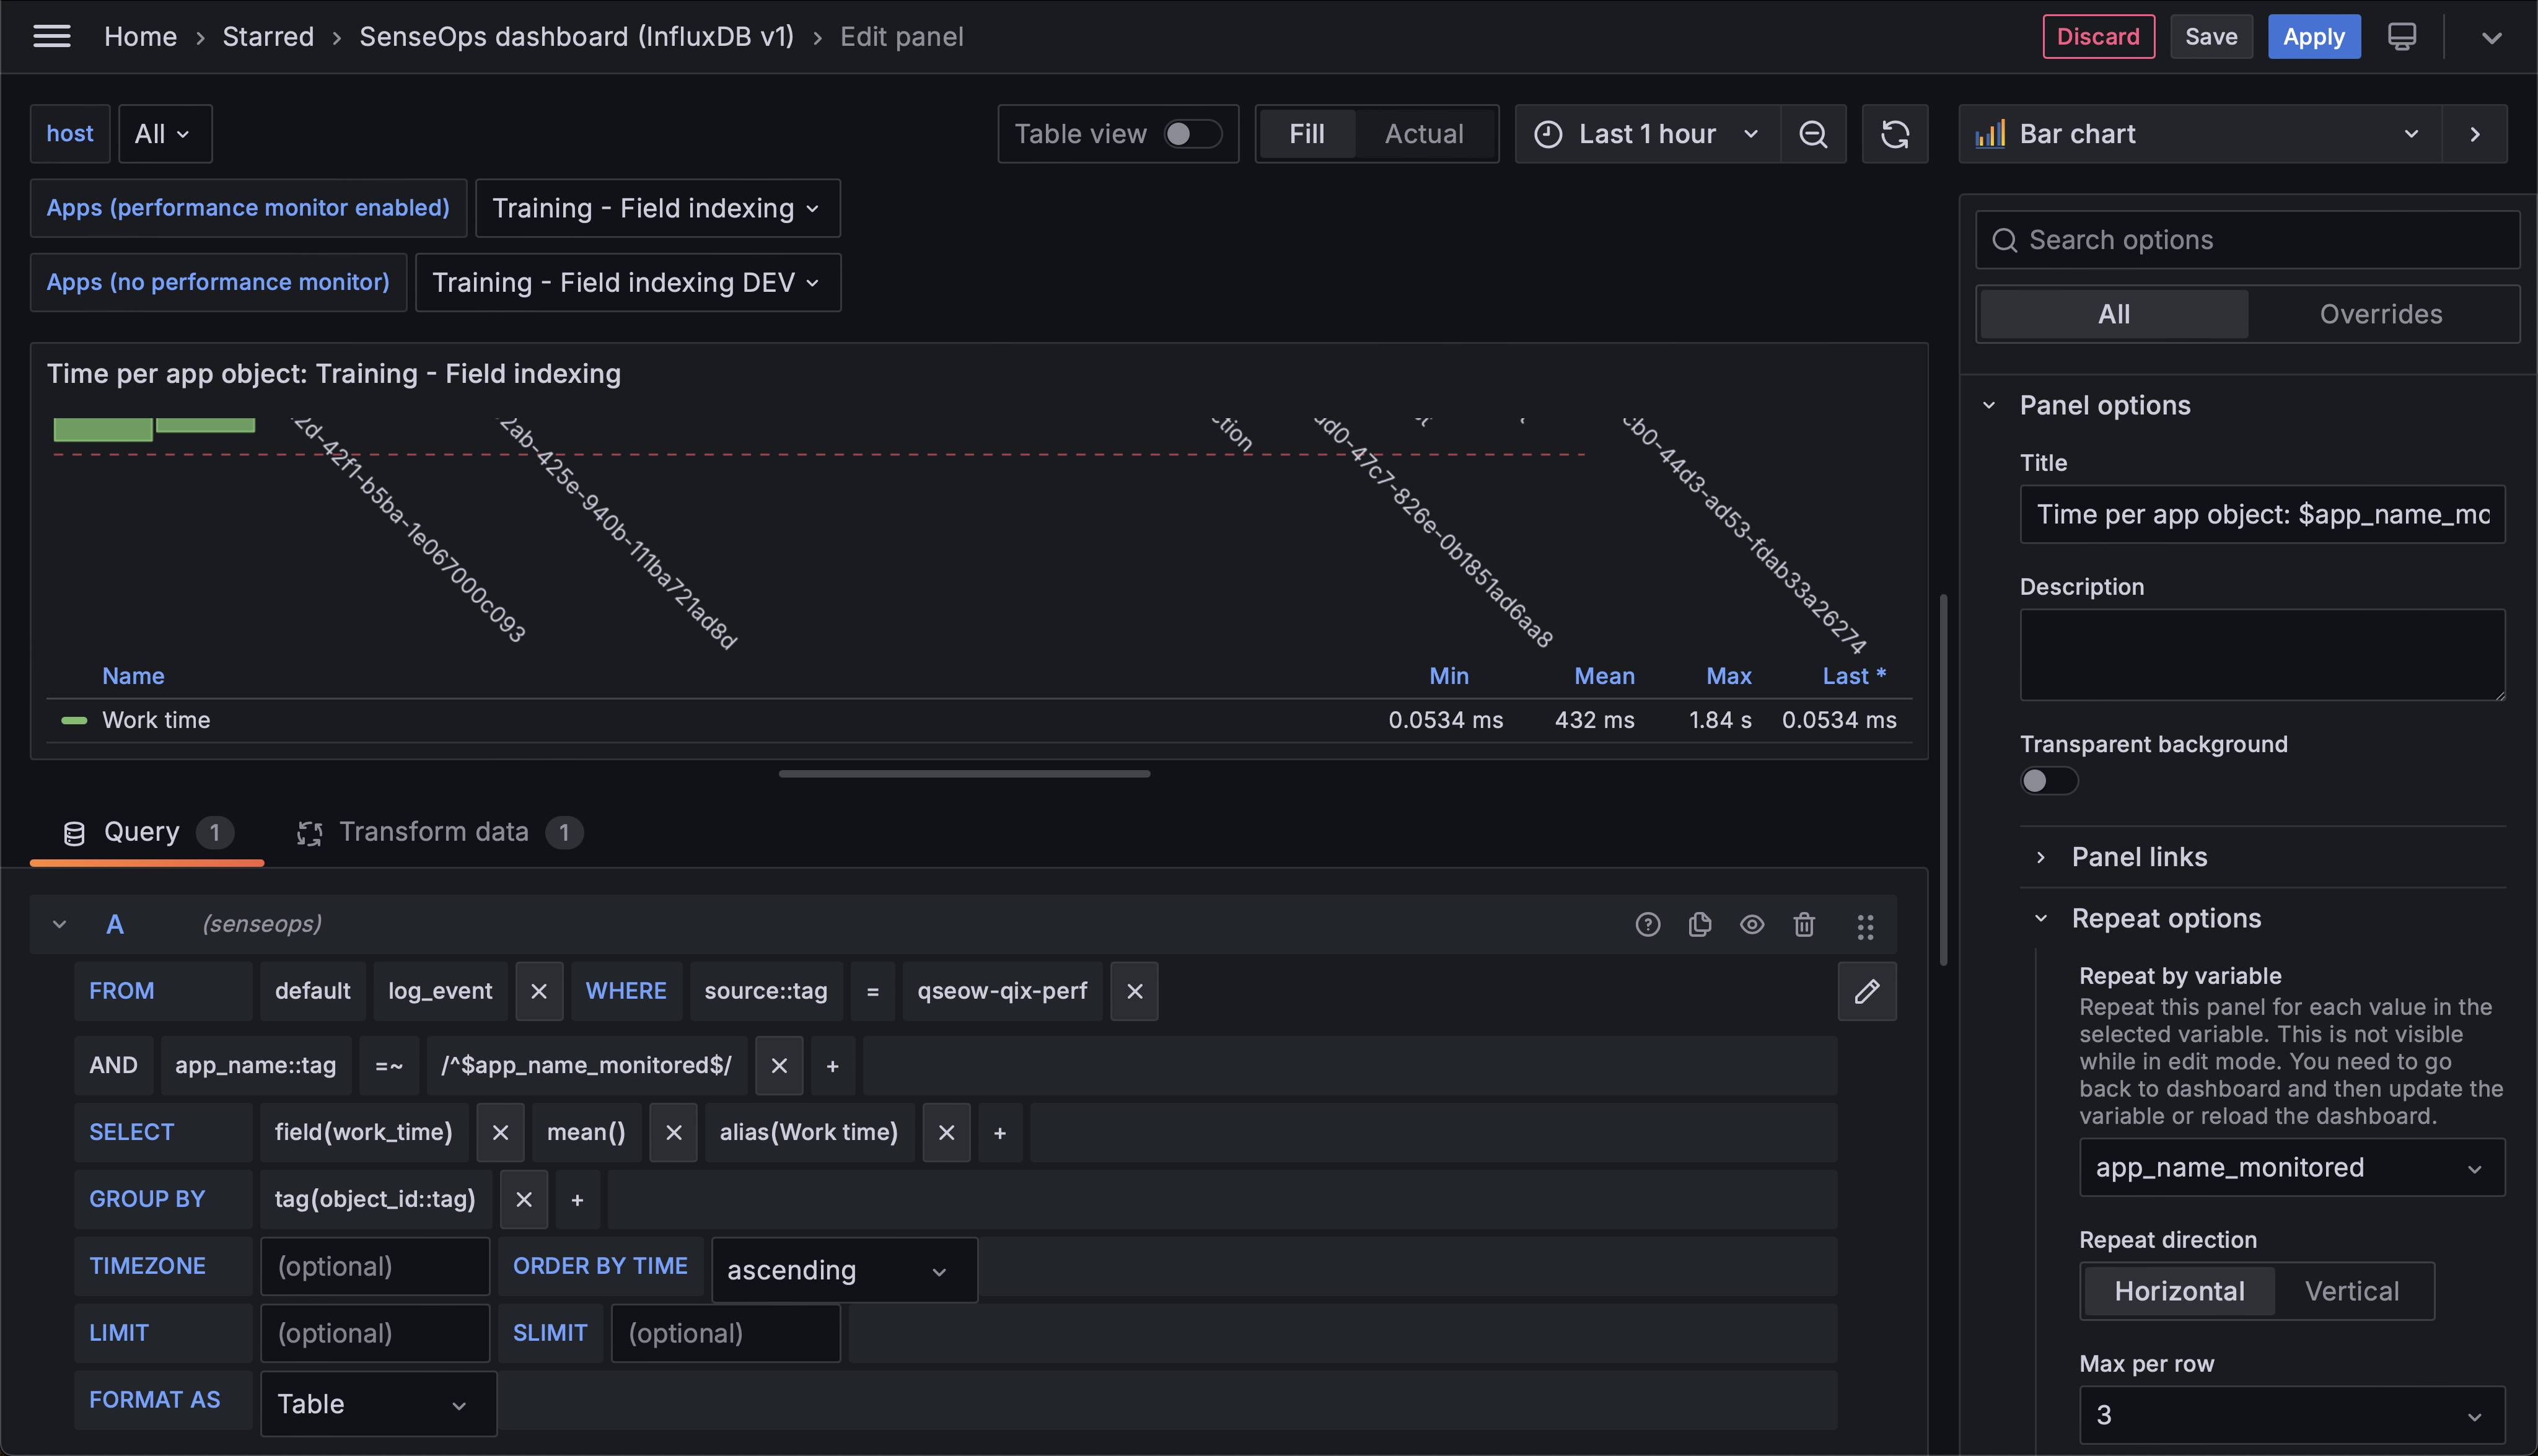 Home › Starred › SenseOps dashboard (InfluxDB v1) › Edit panel
Discard Save Apply
host All
Table view Fill Actual Last 1 hour
Bar chart
Apps (performance monitor enabled) Training - Field indexing
Apps (no performance monitor) Training - Field indexing DEV
Time per app object: Training - Field indexing
2d-42f1-b5ba-1e067000c093
2ab-425e-940b-111ba721ad8d
ction
dd0-47c7-826e-0b1851ad6aa8
cb0-44d3-ad53-fdab33a26274
Name Min Mean Max Last *
Work time 0.0534 ms 432 ms 1.84 s 0.0534 ms
Query 1 Transform data 1
A (senseops)
FROM default log_event WHERE source::tag = qseow-qix-perf
AND app_name::tag =~ /^$app_name_monitored$/ +
SELECT field(work_time) mean() alias(Work time) +
GROUP BY tag(object_id::tag) +
TIMEZONE (optional) ORDER BY TIME ascending
LIMIT (optional) SLIMIT (optional)
FORMAT AS Table
Search options
All Overrides
Panel options
Title
Time per app object: $app_name_mo
Description
Transparent background
Panel links
Repeat options
Repeat by variable
Repeat this panel for each value in the
selected variable. This is not visible
while in edit mode. You need to go
back to dashboard and then update the
variable or reload the dashboard.
app_name_monitored
Repeat direction
Horizontal Vertical
Max per row
3